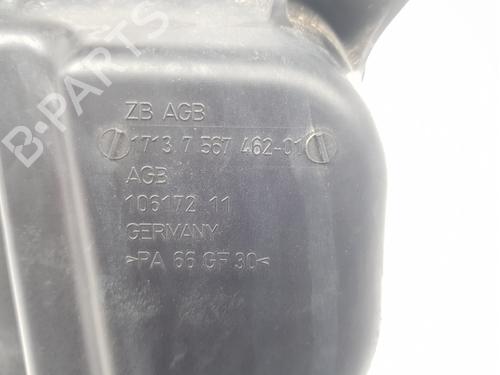 B-PARTS
ZB AGB
1713 7 567 462-01
AGB
106172 11
GERMANY
>PA 66 GF 30<